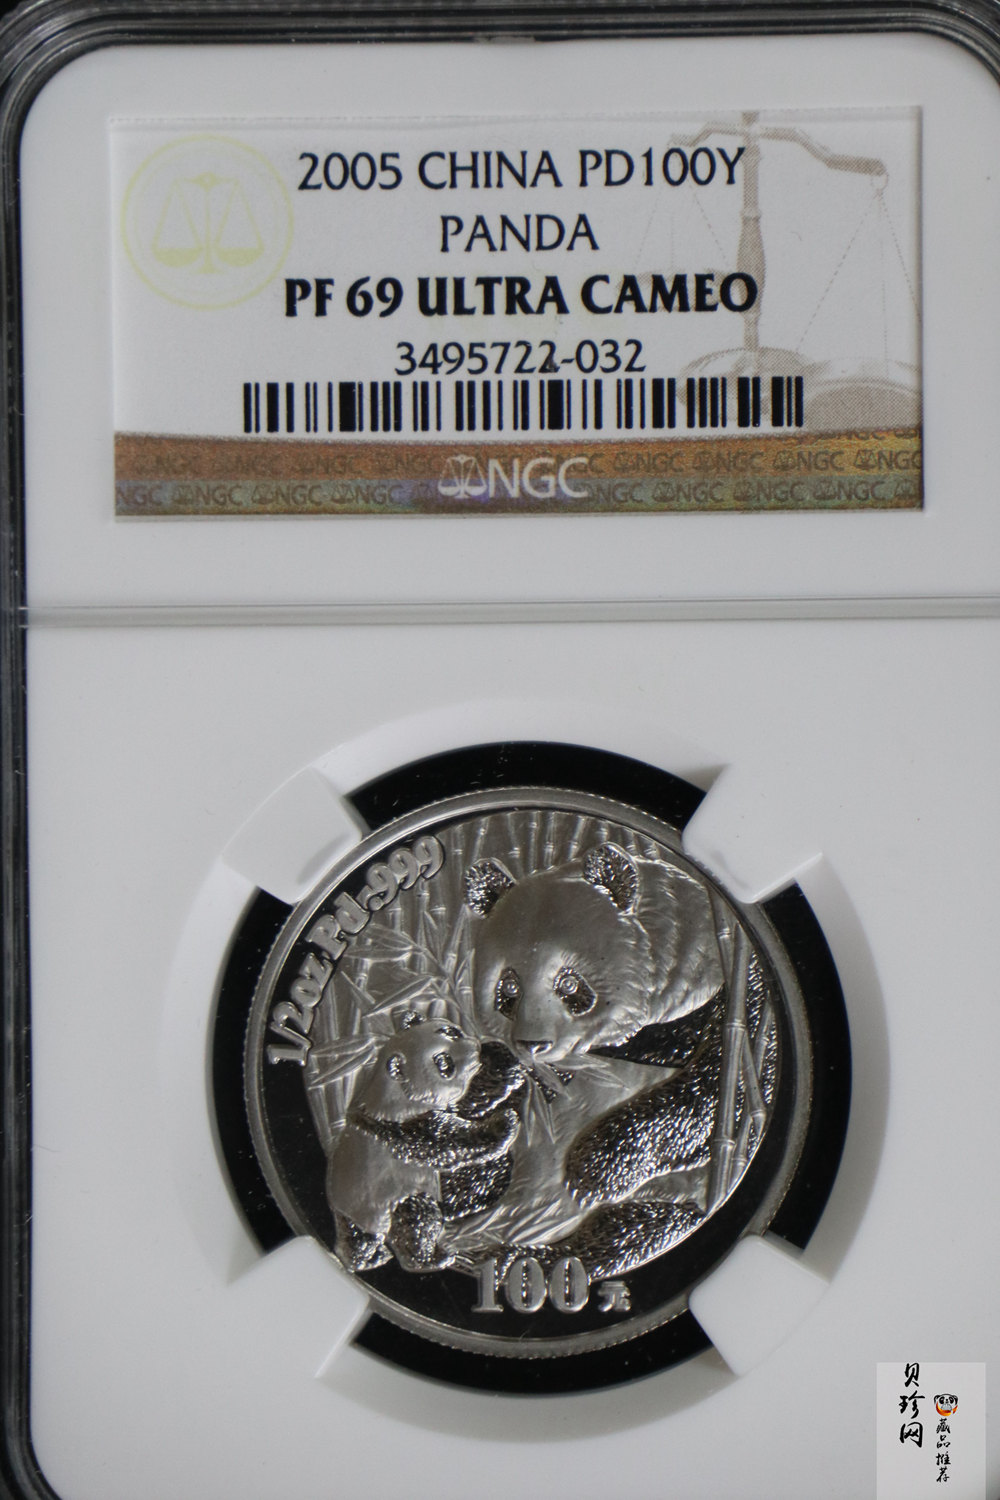 2005 CHINA PD100Y
PANDA
PF 69 ULTRA CAMEO
3495722-032
NGC
1/2oz Pd .999
100元
贝珍网
藏品推荐